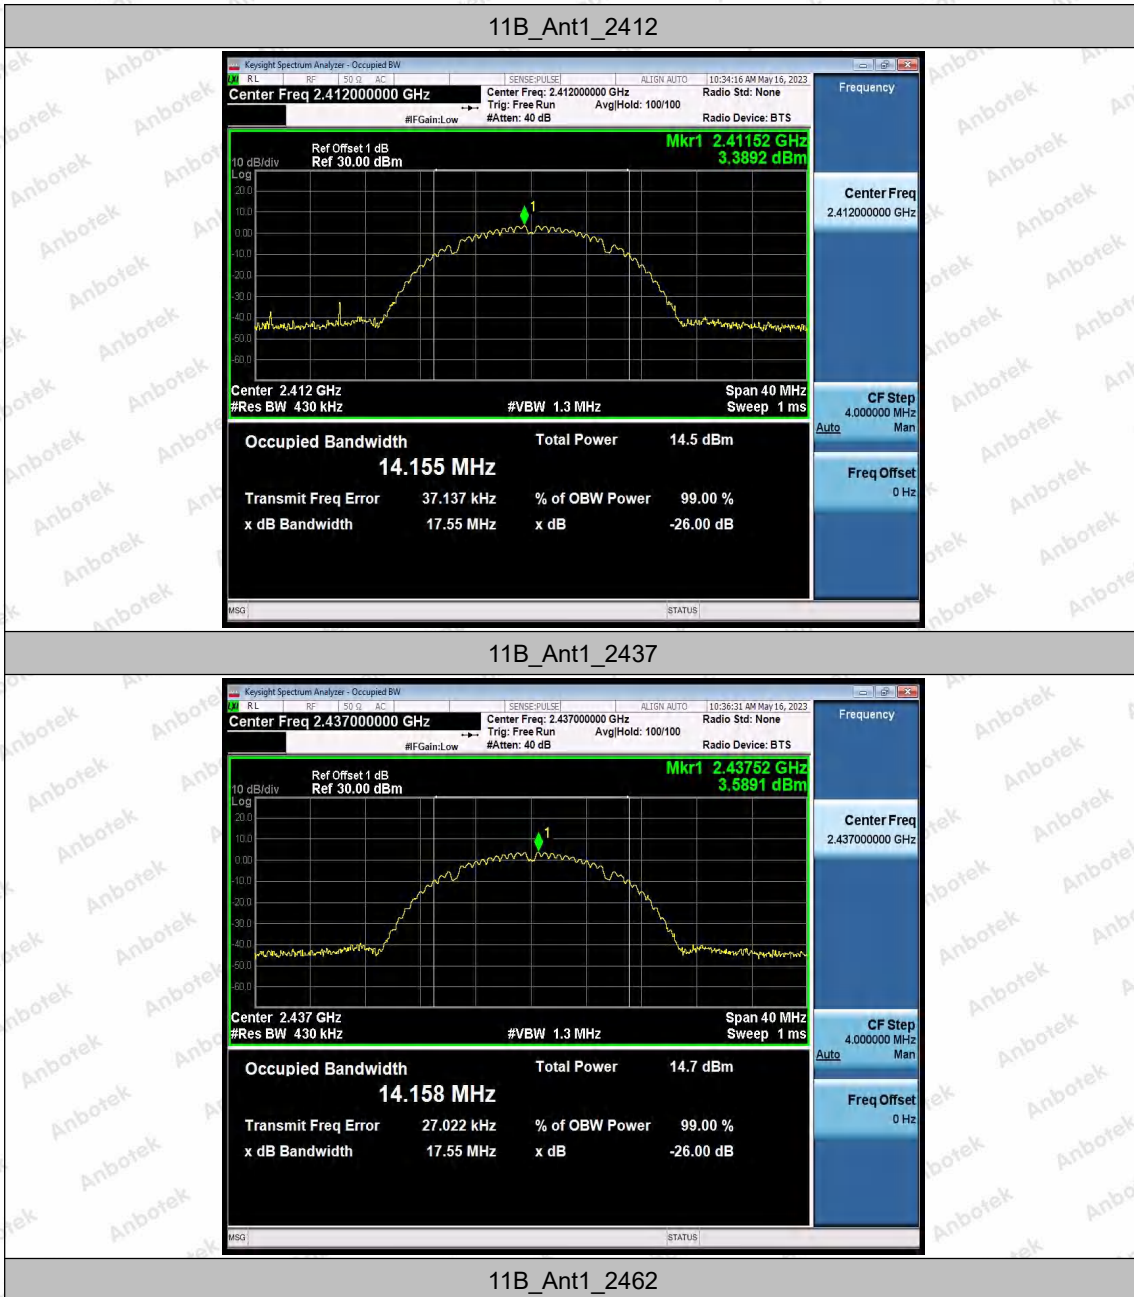 11B_Ant1_2412
Keysight Spectrum Analyzer - Occupied BW
RL RF 50 Ω AC SENSE:PULSE ALIGN AUTO 10:34:16 AM May 16, 2023
Center Freq 2.412000000 GHz
Center Freq: 2.412000000 GHz Radio Std: None
Trig: Free Run Avg|Hold: 100/100
#IFGain:Low #Atten: 40 dB Radio Device: BTS
Frequency
Mkr1 2.41152 GHz
3.3892 dBm
Ref Offset 1 dB
10 dB/div Ref 30.00 dBm
Log
20.0
10.0
0.00
-10.0
-20.0
-30.0
-40.0
-50.0
-60.0
1
Center Freq
2.412000000 GHz
Center 2.412 GHz Span 40 MHz
#Res BW 430 kHz #VBW 1.3 MHz Sweep 1 ms
CF Step
4.000000 MHz
Auto Man
Occupied Bandwidth Total Power 14.5 dBm
14.155 MHz
Transmit Freq Error 37.137 kHz % of OBW Power 99.00 %
x dB Bandwidth 17.55 MHz x dB -26.00 dB
Freq Offset
0 Hz
MSG STATUS
11B_Ant1_2437
Keysight Spectrum Analyzer - Occupied BW
RL RF 50 Ω AC SENSE:PULSE ALIGN AUTO 10:36:31 AM May 16, 2023
Center Freq 2.437000000 GHz
Center Freq: 2.437000000 GHz Radio Std: None
Trig: Free Run Avg|Hold: 100/100
#IFGain:Low #Atten: 40 dB Radio Device: BTS
Frequency
Mkr1 2.43752 GHz
3.5891 dBm
Ref Offset 1 dB
10 dB/div Ref 30.00 dBm
Log
20.0
10.0
0.00
-10.0
-20.0
-30.0
-40.0
-50.0
-60.0
1
Center Freq
2.437000000 GHz
Center 2.437 GHz Span 40 MHz
#Res BW 430 kHz #VBW 1.3 MHz Sweep 1 ms
CF Step
4.000000 MHz
Auto Man
Occupied Bandwidth Total Power 14.7 dBm
14.158 MHz
Transmit Freq Error 27.022 kHz % of OBW Power 99.00 %
x dB Bandwidth 17.55 MHz x dB -26.00 dB
Freq Offset
0 Hz
MSG STATUS
11B_Ant1_2462
Anbotek